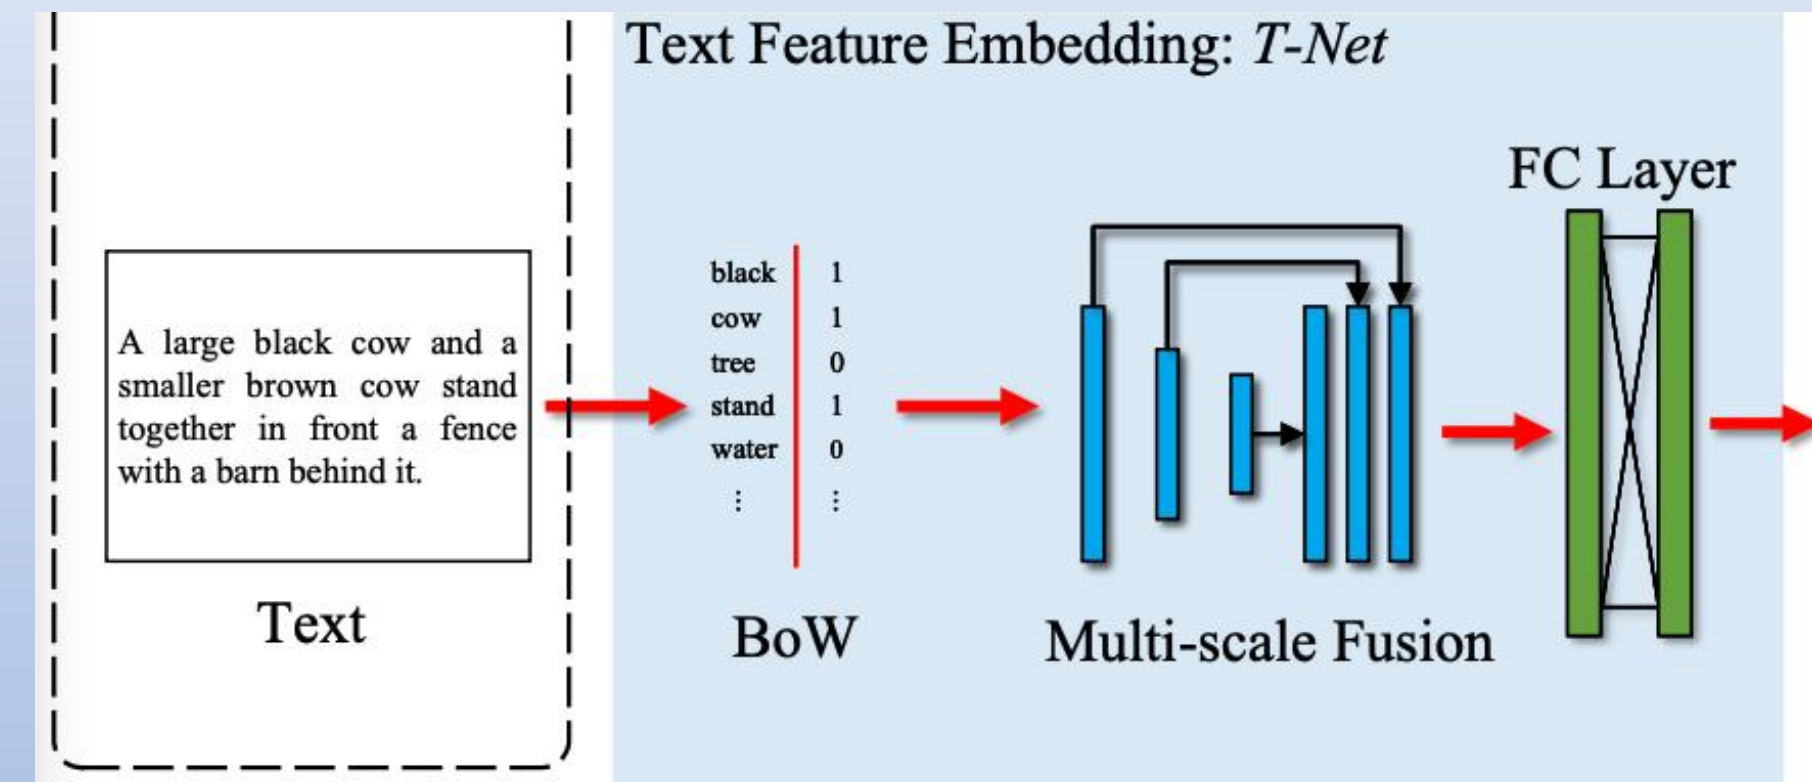 Text Feature Embedding: T-Net
FC Layer
A large black cow and a
smaller brown cow stand
together in front a fence
with a barn behind it.
Text
black 1
cow 1
tree 0
stand 1
water 0
⋮ ⋮
BoW
Multi-scale Fusion